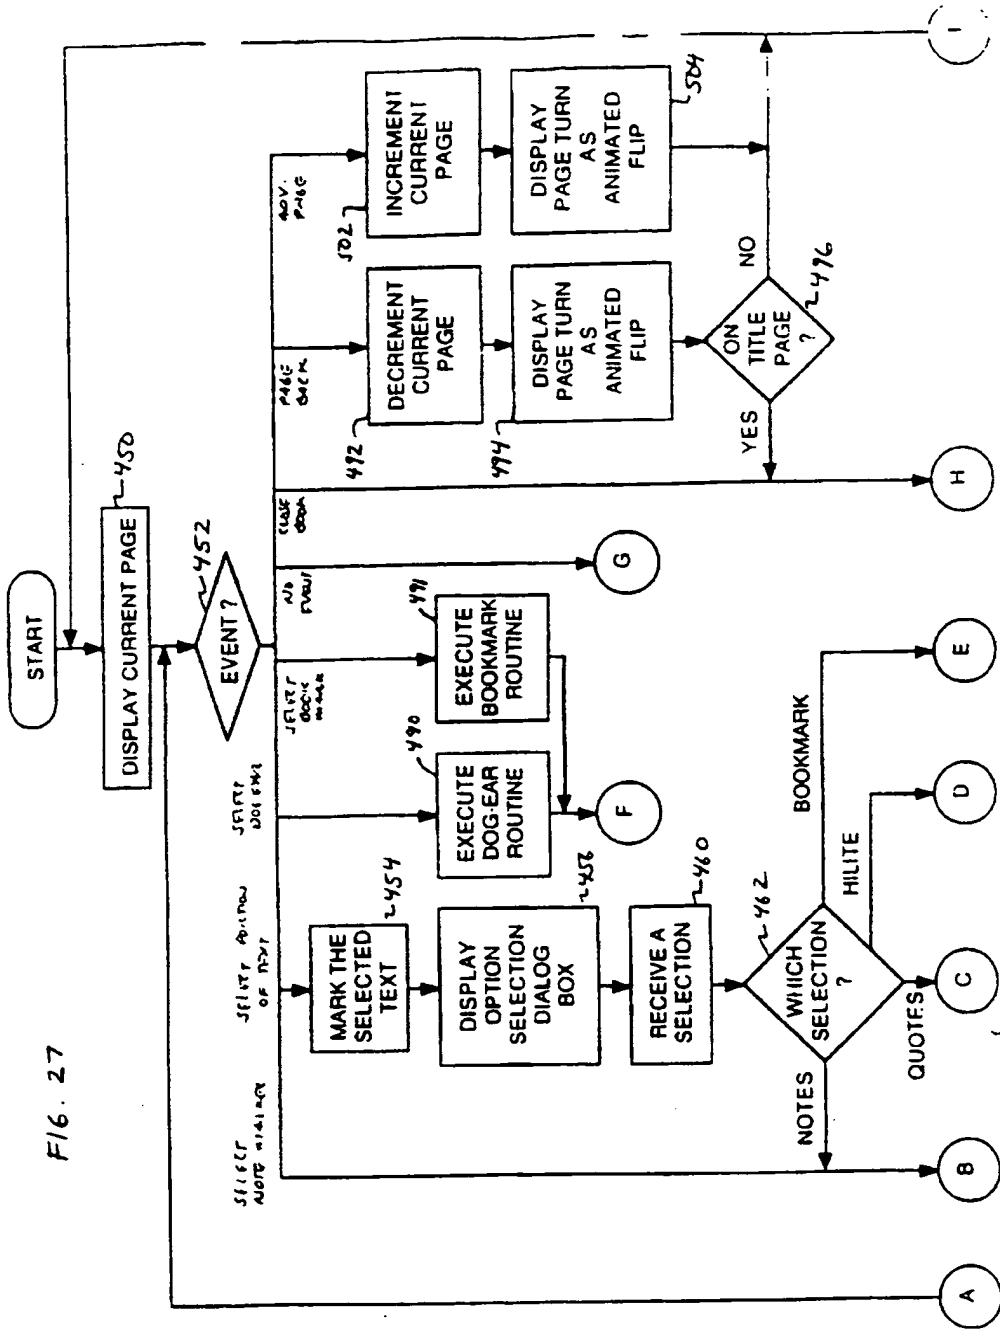 FIG. 27
START
DISPLAY CURRENT PAGE
450
EVENT?
452
SELECT
NOTE MARKER
SELECT PORTION
OF TEXT
SELECT
DOG EAR
SELECT
BOOK
MARK
NO
EVENT
CLOSE
BOOK
PAGE
BACK
ADV.
PAGE
MARK THE
SELECTED
TEXT
454
DISPLAY
OPTION
SELECTION
DIALOG
BOX
458
RECEIVE A
SELECTION
460
WHICH
SELECTION
?
462
NOTES
QUOTES
HILITE
BOOKMARK
EXECUTE
DOG-EAR
ROUTINE
490
EXECUTE
BOOKMARK
ROUTINE
491
DECREMENT
CURRENT
PAGE
492
DISPLAY
PAGE TURN
AS
ANIMATED
FLIP
494
ON
TITLE
PAGE
?
496
YES
NO
INCREMENT
CURRENT
PAGE
502
DISPLAY
PAGE TURN
AS
ANIMATED
FLIP
504
A
B
C
D
E
F
G
H
I